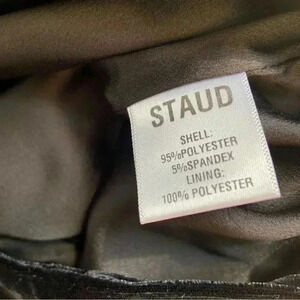 STAUD
SHELL:
95%POLYESTER
5%SPANDEX
LINING:
100% POLYESTER